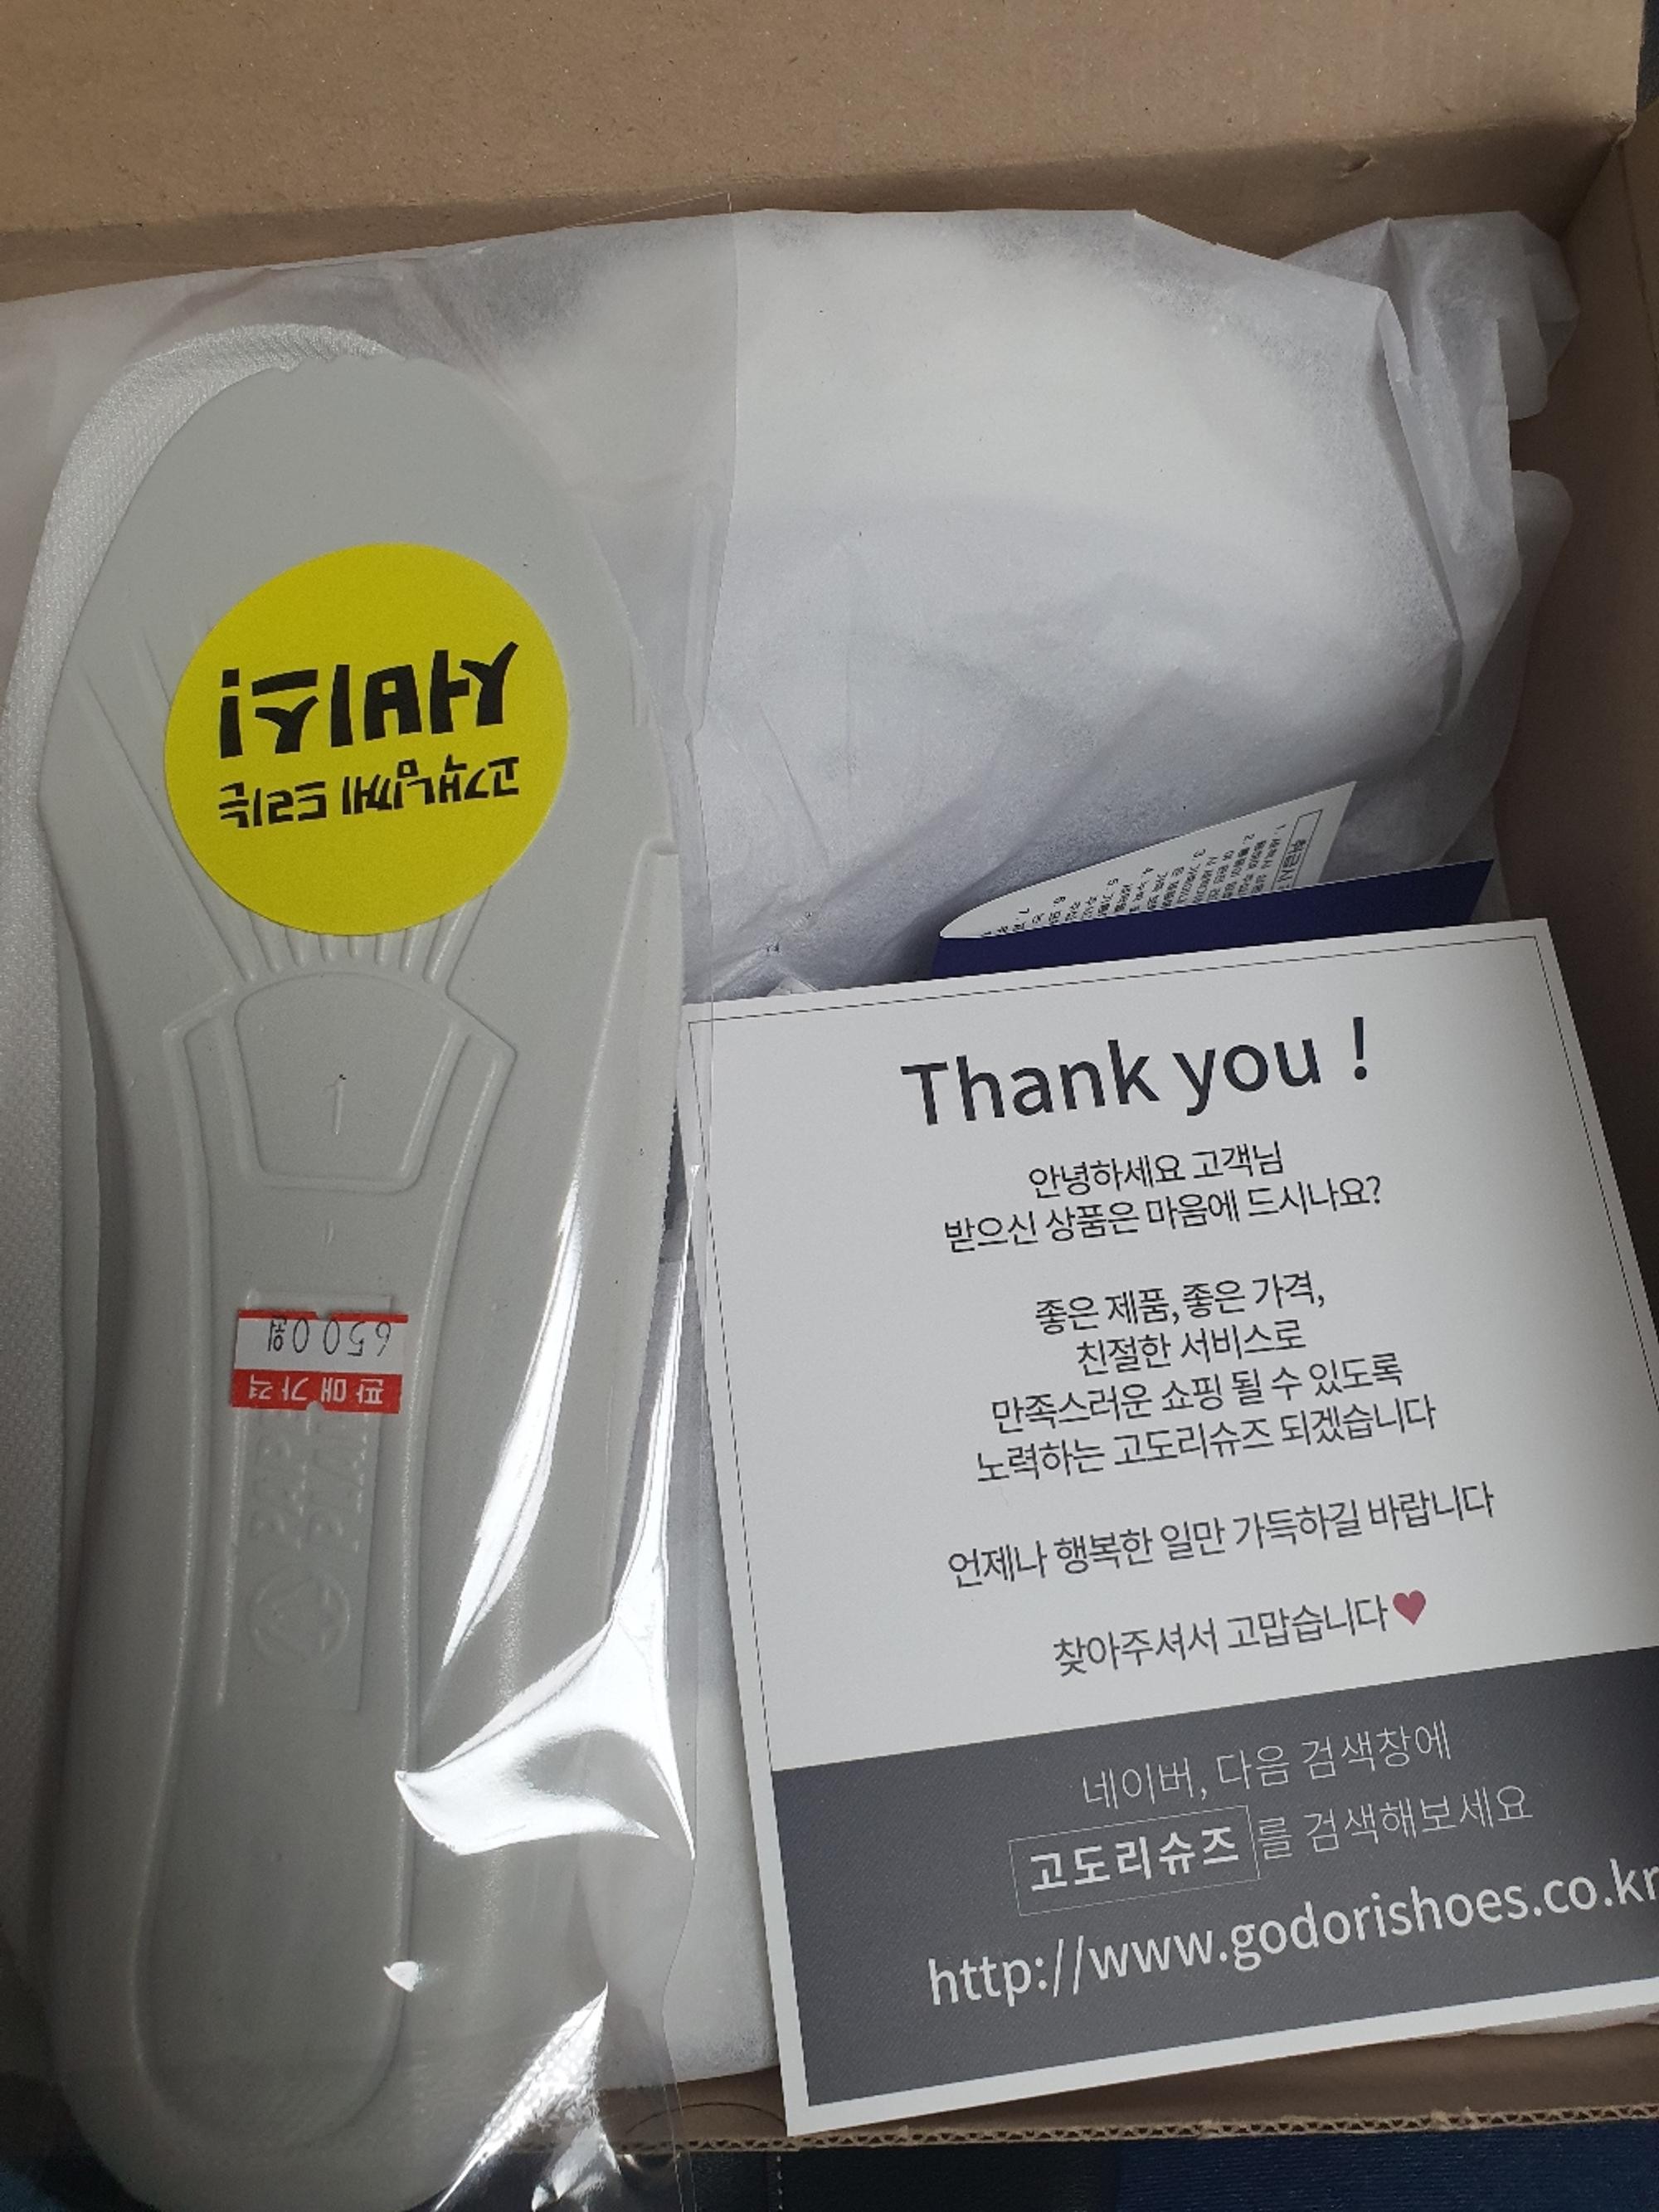 고객님께 드리는
서비스!
판매가격
6500원
1
Thank you !
안녕하세요 고객님
받으신 상품은 마음에 드시나요?
좋은 제품, 좋은 가격,
친절한 서비스로
만족스러운 쇼핑 될 수 있도록
노력하는 고도리슈즈 되겠습니다
언제나 행복한 일만 가득하길 바랍니다
찾아주셔서 고맙습니다♥
네이버, 다음 검색창에
고도리슈즈를 검색해보세요
http://www.godorishoes.co.kr